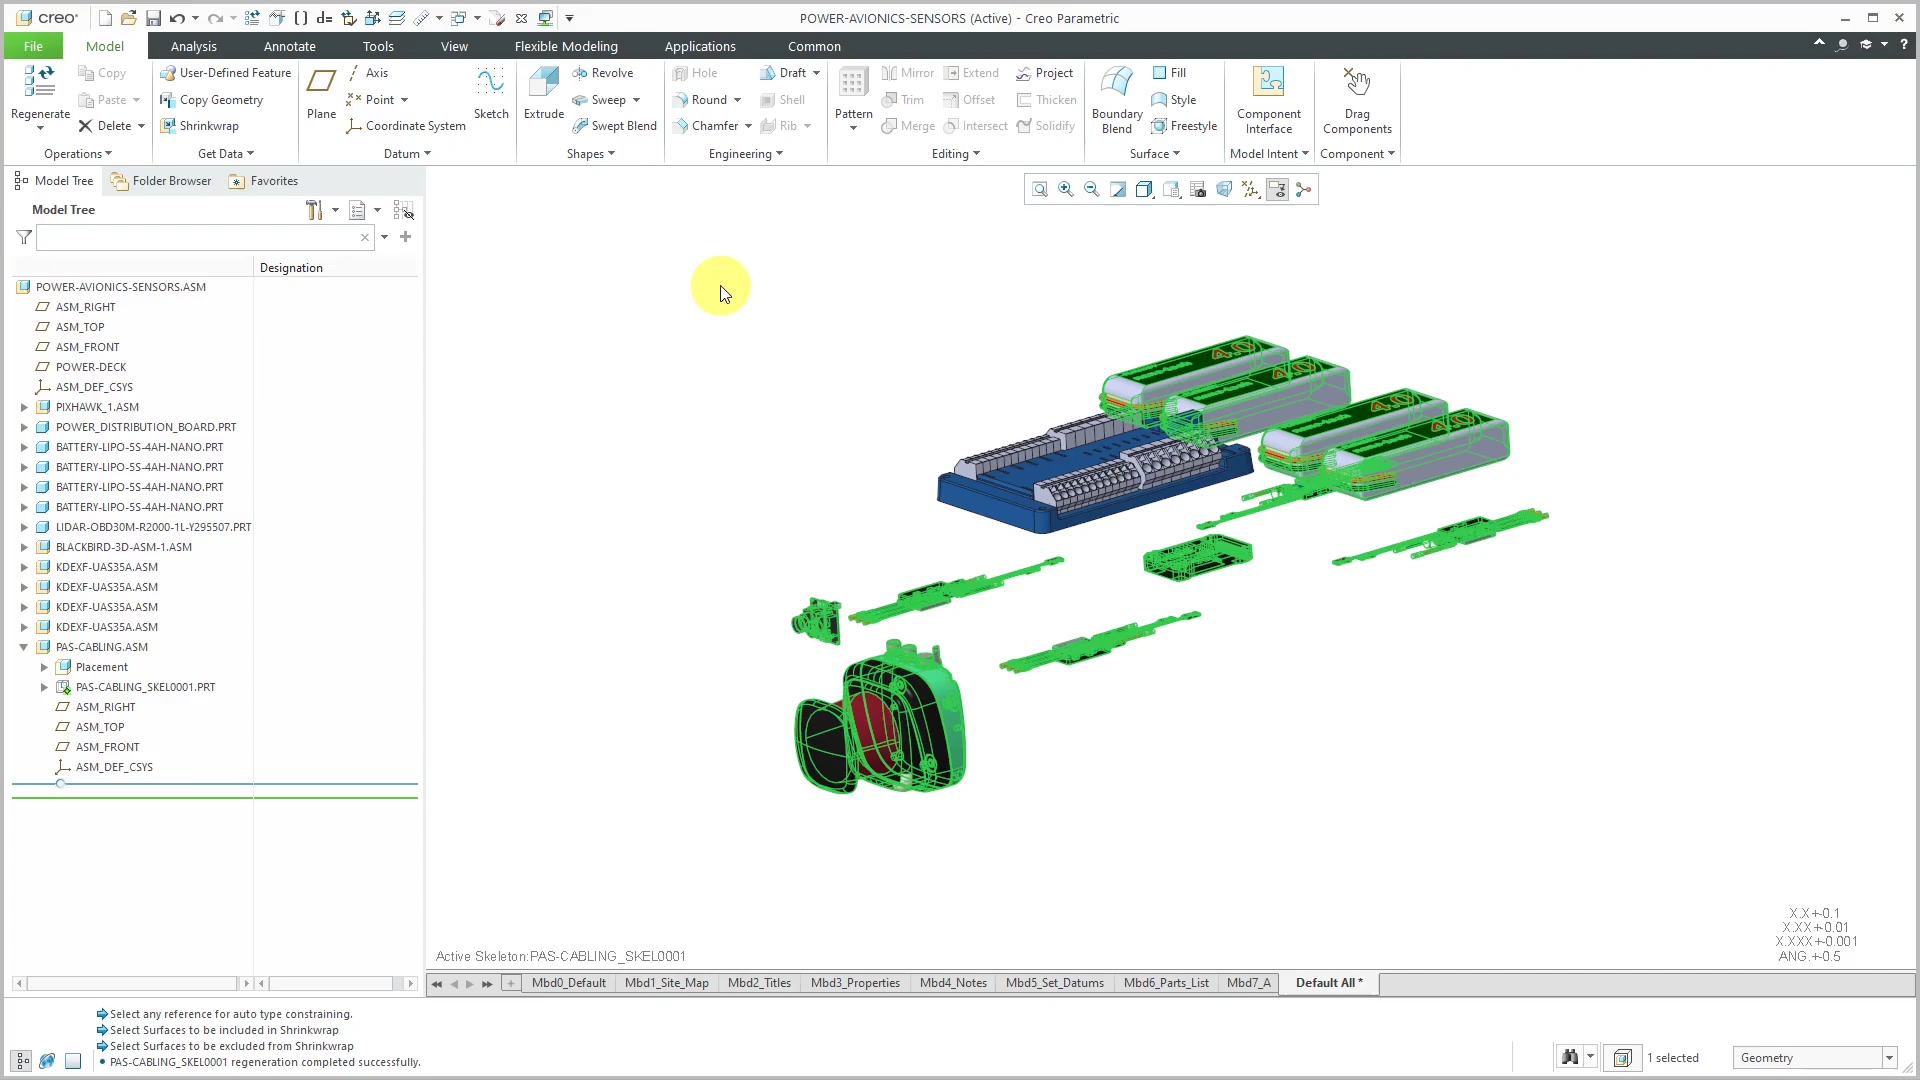 creo
d=
POWER-AVIONICS-SENSORS (Active) - Creo Parametric
File
Model
Analysis
Annotate
Tools
View
Flexible Modeling
Applications
Common
Regenerate
Copy
Paste
Delete
Operations
User-Defined Feature
Copy Geometry
Shrinkwrap
Get Data
Plane
Axis
Point
Coordinate System
Sketch
Datum
Extrude
Revolve
Sweep
Swept Blend
Shapes
Hole
Round
Chamfer
Draft
Shell
Rib
Engineering
Pattern
Mirror
Trim
Merge
Extend
Offset
Intersect
Project
Thicken
Solidify
Editing
Boundary
Blend
Fill
Style
Freestyle
Surface
Component
Interface
Model Intent
Drag
Components
Component
Model Tree
Folder Browser
Favorites
Model Tree
Designation
POWER-AVIONICS-SENSORS.ASM
ASM_RIGHT
ASM_TOP
ASM_FRONT
POWER-DECK
ASM_DEF_CSYS
PIXHAWK_1.ASM
POWER_DISTRIBUTION_BOARD.PRT
BATTERY-LIPO-5S-4AH-NANO.PRT
BATTERY-LIPO-5S-4AH-NANO.PRT
BATTERY-LIPO-5S-4AH-NANO.PRT
BATTERY-LIPO-5S-4AH-NANO.PRT
LIDAR-OBD30M-R2000-1L-Y295507.PRT
BLACKBIRD-3D-ASM-1.ASM
KDEXF-UAS35A.ASM
KDEXF-UAS35A.ASM
KDEXF-UAS35A.ASM
KDEXF-UAS35A.ASM
PAS-CABLING.ASM
Placement
PAS-CABLING_SKEL0001.PRT
ASM_RIGHT
ASM_TOP
ASM_FRONT
ASM_DEF_CSYS
4.0
4.0
4.0
4.0
X.X+-0.1
X.XX+-0.01
X.XXX+-0.001
ANG.+-0.5
Active Skeleton:PAS-CABLING_SKEL0001
Mbd0_Default
Mbd1_Site_Map
Mbd2_Titles
Mbd3_Properties
Mbd4_Notes
Mbd5_Set_Datums
Mbd6_Parts_List
Mbd7_A
Default All *
Select any reference for auto type constraining.
Select Surfaces to be included in Shrinkwrap
Select Surfaces to be excluded from Shrinkwrap
PAS-CABLING_SKEL0001 regeneration completed successfully.
1 selected
Geometry